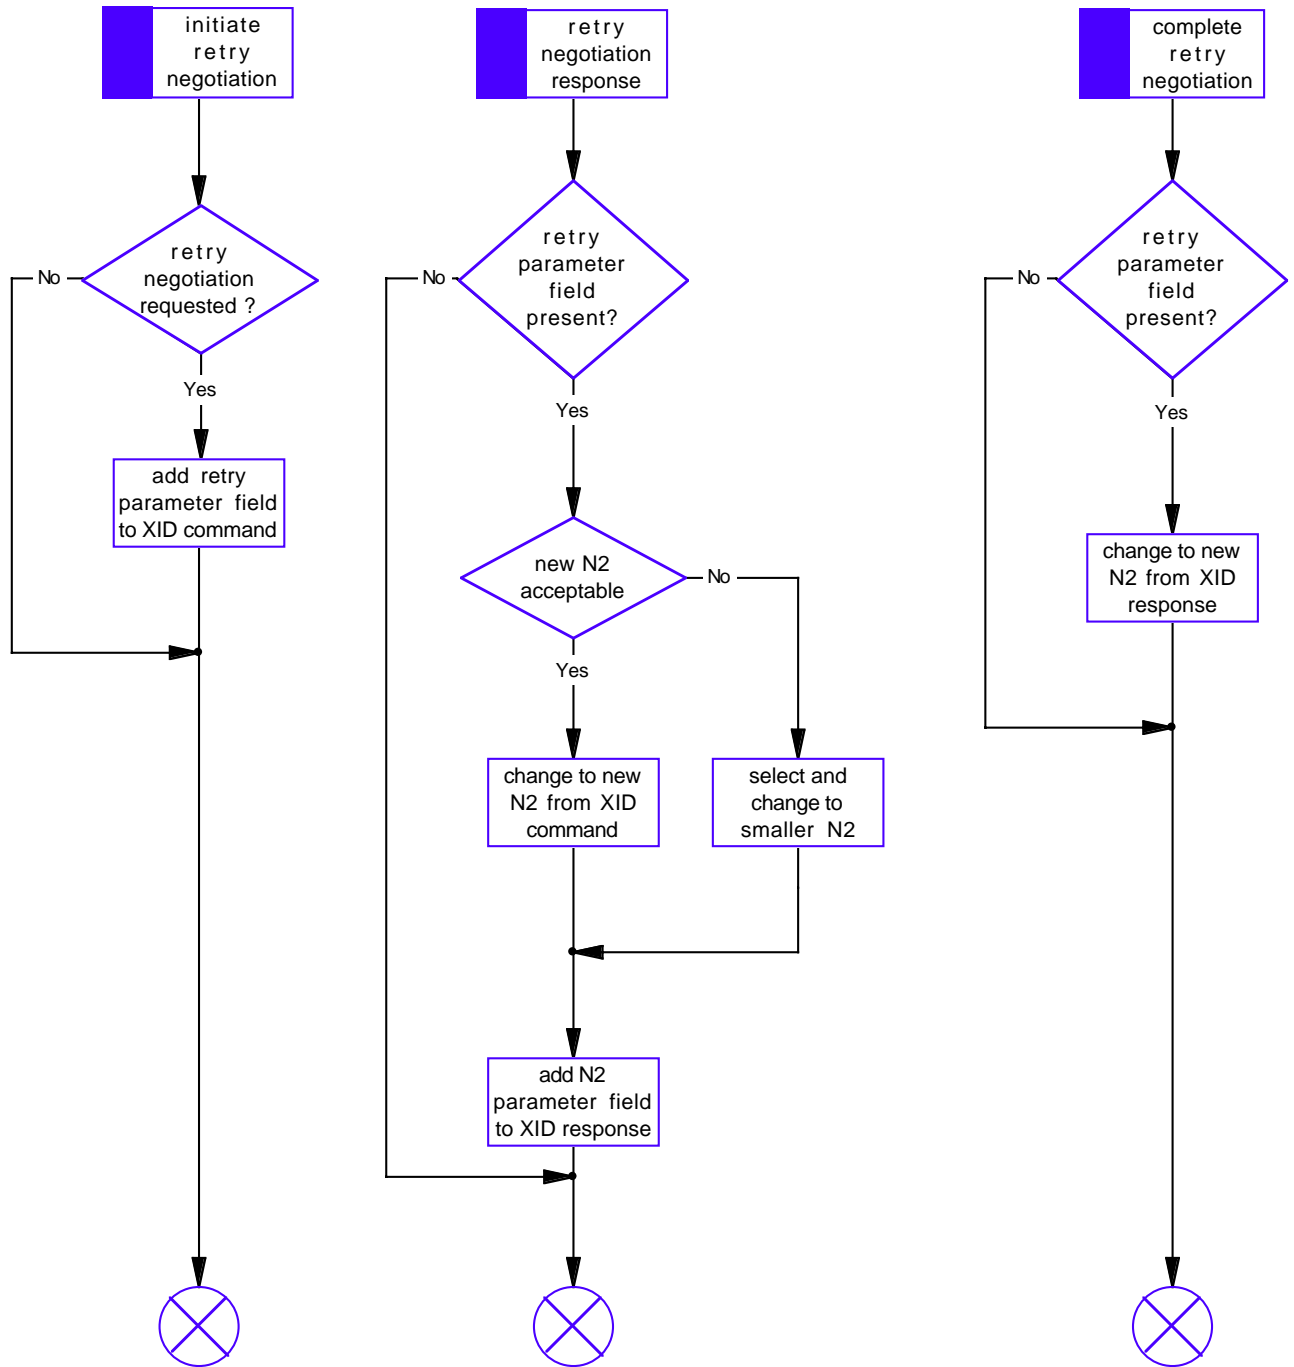 initiate
retry
negotiation
retry
negotiation
requested ?
No
Yes
add retry
parameter field
to XID command
retry
negotiation
response
retry
parameter
field
present?
No
Yes
new N2
acceptable
No
Yes
change to new
N2 from XID
command
select and
change to
smaller N2
add N2
parameter field
to XID response
complete
retry
negotiation
retry
parameter
field
present?
No
Yes
change to new
N2 from XID
response